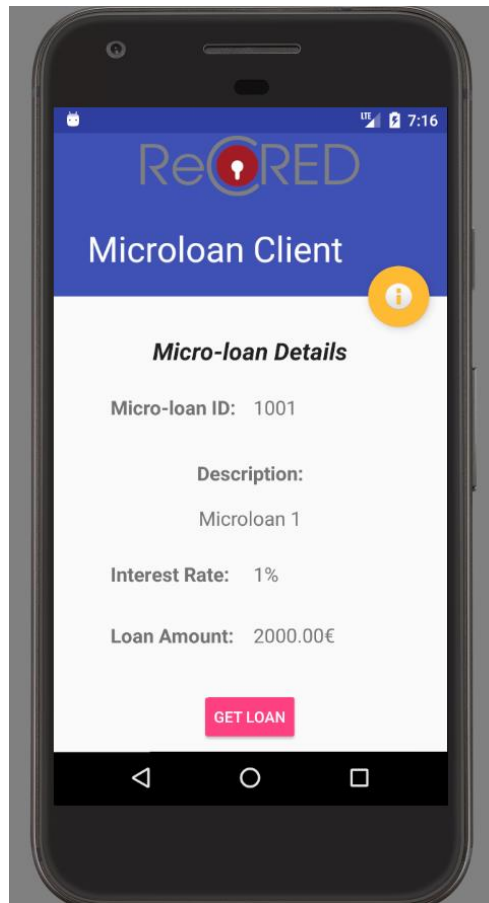 LTE 7:16
ReCRED
Microloan Client
Micro-loan Details
Micro-loan ID: 1001
Description:
Microloan 1
Interest Rate: 1%
Loan Amount: 2000.00€
GET LOAN